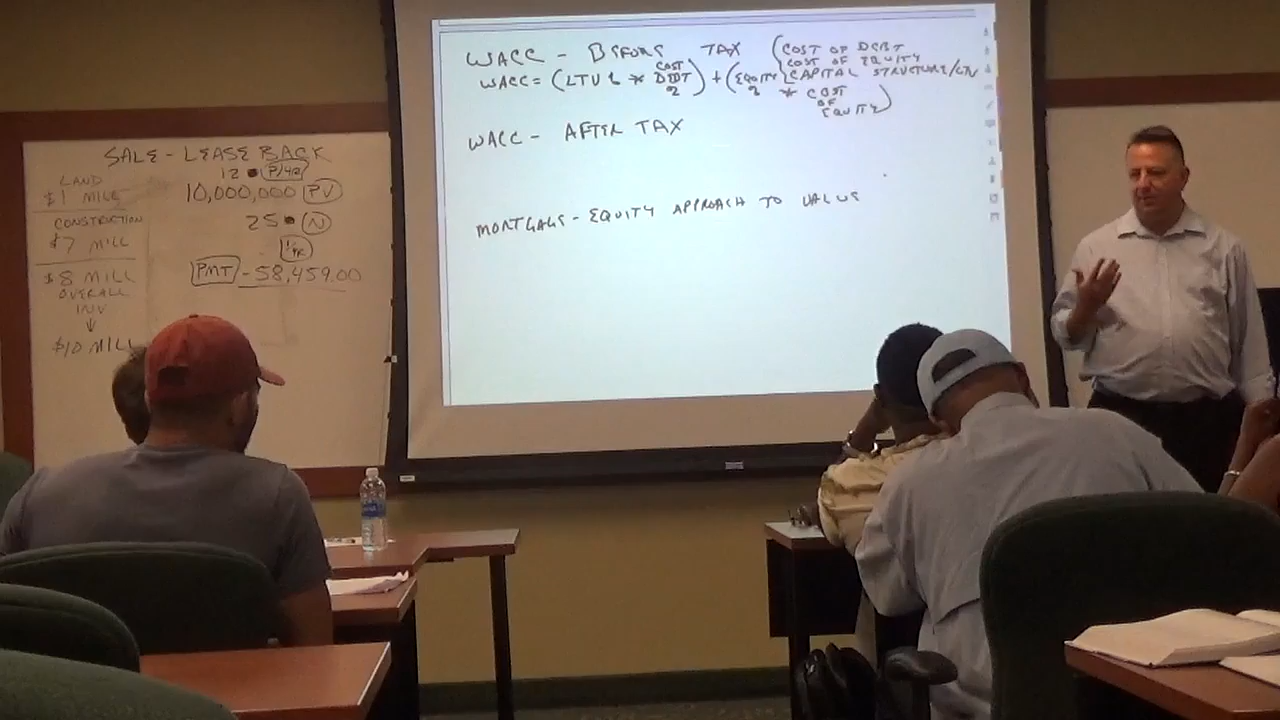 SALE - LEASE BACK
LAND
$1 MILL
CONSTRUCTION
$7 MILL
$8 MILL
OVERALL
INV
$10 MILL
12 P/YR
10,000,000 PV
25 N
PMT -58,459.00
WACC - BEFORE TAX (COST OF DEBT
COST OF EQUITY
CAPITAL STRUCTURE/LTV
WACC = (LTV % * COST DEBT) + (EQUITY * COST OF EQUITY)
WACC - AFTER TAX
MORTGAGE - EQUITY APPROACH TO VALUE